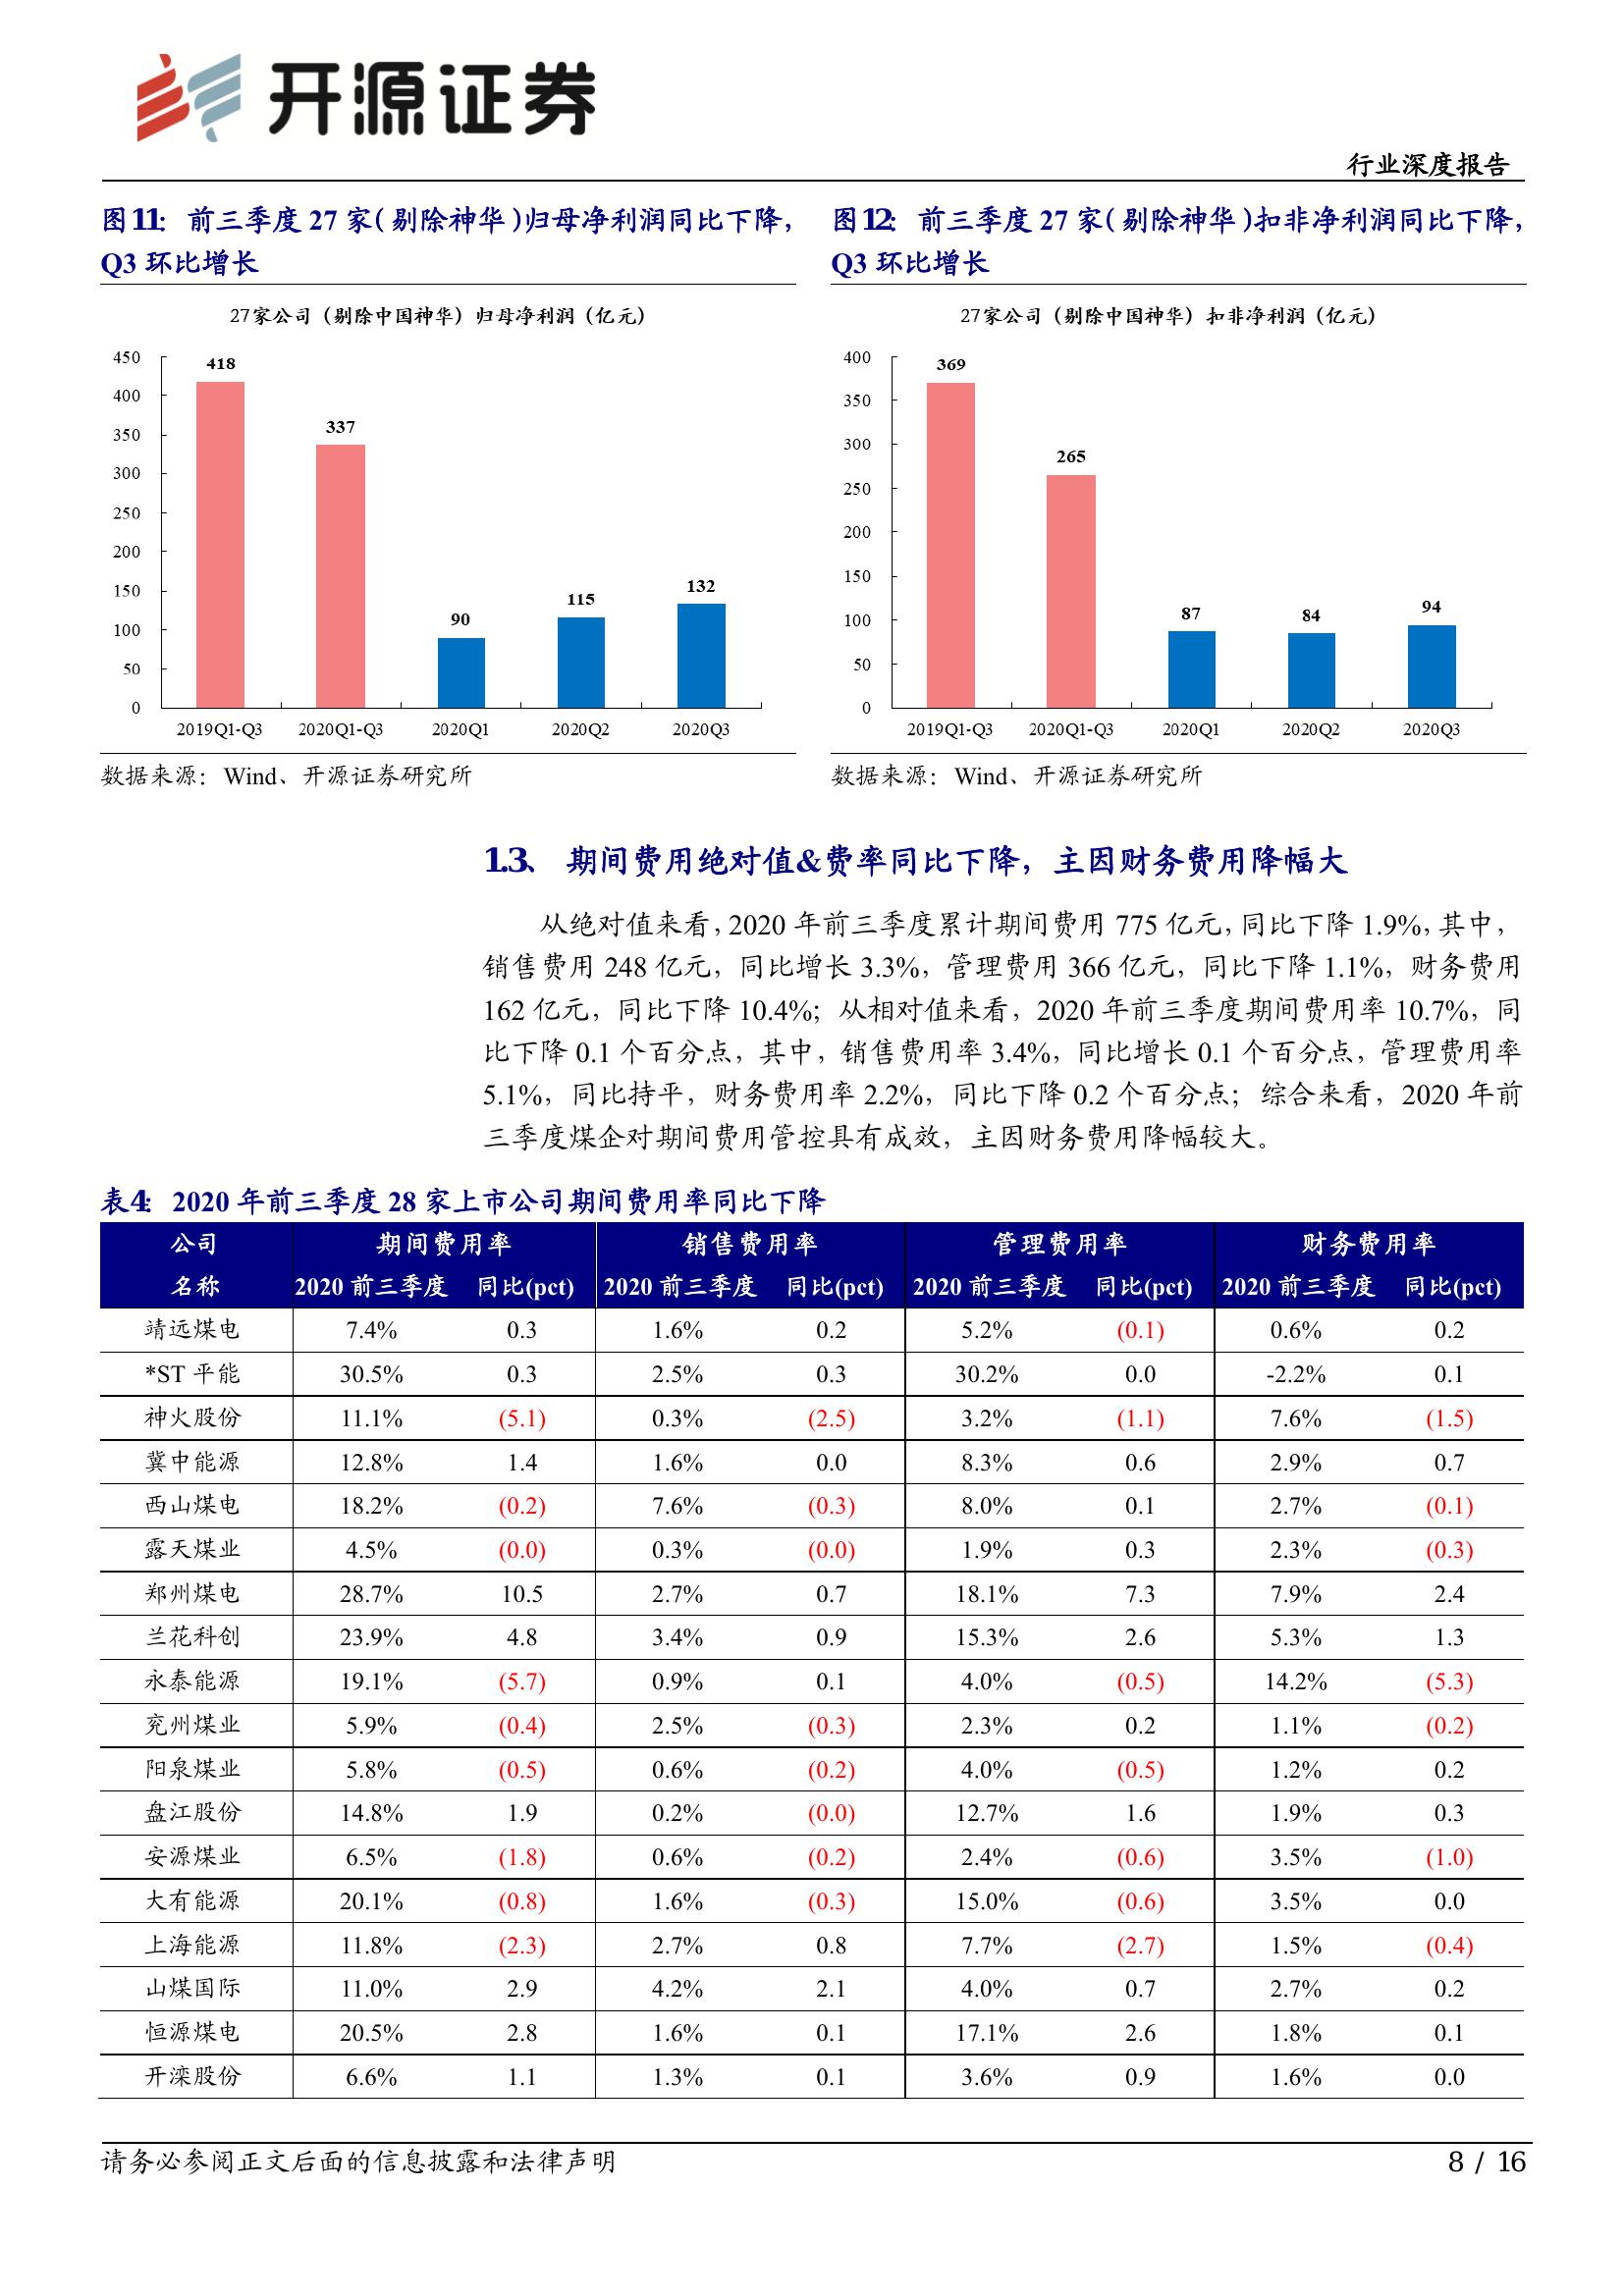 开源证券
行业深度报告
图11： 前三季度 27 家（剔除神华）归母净利润同比下降，
Q3 环比增长
27家公司（剔除中国神华）归母净利润（亿元）
450
400
350
300
250
200
150
100
50
0
418
337
90
115
132
2019Q1-Q3 2020Q1-Q3 2020Q1 2020Q2 2020Q3
数据来源：Wind、开源证券研究所
图12： 前三季度 27 家（剔除神华）扣非净利润同比下降，
Q3 环比增长
27家公司（剔除中国神华）扣非净利润（亿元）
400
350
300
250
200
150
100
50
0
369
265
87
84
94
2019Q1-Q3 2020Q1-Q3 2020Q1 2020Q2 2020Q3
数据来源：Wind、开源证券研究所
1.3、 期间费用绝对值&费率同比下降，主因财务费用降幅大
从绝对值来看，2020 年前三季度累计期间费用 775 亿元，同比下降 1.9%，其中，
销售费用 248 亿元，同比增长 3.3%，管理费用 366 亿元，同比下降 1.1%，财务费用
162 亿元，同比下降 10.4%；从相对值来看，2020 年前三季度期间费用率 10.7%，同
比下降 0.1 个百分点，其中，销售费用率 3.4%，同比增长 0.1 个百分点，管理费用率
5.1%，同比持平，财务费用率 2.2%，同比下降 0.2 个百分点；综合来看，2020 年前
三季度煤企对期间费用管控具有成效，主因财务费用降幅较大。
表4： 2020 年前三季度 28 家上市公司期间费用率同比下降
公司 期间费用率 销售费用率 管理费用率 财务费用率
名称 2020 前三季度 同比(pct) 2020 前三季度 同比(pct) 2020 前三季度 同比(pct) 2020 前三季度 同比(pct)
靖远煤电 7.4% 0.3 1.6% 0.2 5.2% (0.1) 0.6% 0.2
*ST 平能 30.5% 0.3 2.5% 0.3 30.2% 0.0 -2.2% 0.1
神火股份 11.1% (5.1) 0.3% (2.5) 3.2% (1.1) 7.6% (1.5)
冀中能源 12.8% 1.4 1.6% 0.0 8.3% 0.6 2.9% 0.7
西山煤电 18.2% (0.2) 7.6% (0.3) 8.0% 0.1 2.7% (0.1)
露天煤业 4.5% (0.0) 0.3% (0.0) 1.9% 0.3 2.3% (0.3)
郑州煤电 28.7% 10.5 2.7% 0.7 18.1% 7.3 7.9% 2.4
兰花科创 23.9% 4.8 3.4% 0.9 15.3% 2.6 5.3% 1.3
永泰能源 19.1% (5.7) 0.9% 0.1 4.0% (0.5) 14.2% (5.3)
兖州煤业 5.9% (0.4) 2.5% (0.3) 2.3% 0.2 1.1% (0.2)
阳泉煤业 5.8% (0.5) 0.6% (0.2) 4.0% (0.5) 1.2% 0.2
盘江股份 14.8% 1.9 0.2% (0.0) 12.7% 1.6 1.9% 0.3
安源煤业 6.5% (1.8) 0.6% (0.2) 2.4% (0.6) 3.5% (1.0)
大有能源 20.1% (0.8) 1.6% (0.3) 15.0% (0.6) 3.5% 0.0
上海能源 11.8% (2.3) 2.7% 0.8 7.7% (2.7) 1.5% (0.4)
山煤国际 11.0% 2.9 4.2% 2.1 4.0% 0.7 2.7% 0.2
恒源煤电 20.5% 2.8 1.6% 0.1 17.1% 2.6 1.8% 0.1
开滦股份 6.6% 1.1 1.3% 0.1 3.6% 0.9 1.6% 0.0
请务必参阅正文后面的信息披露和法律声明
8 / 16